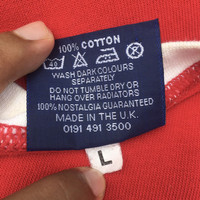 100% COTTON
WASH DARK COLOURS
SEPARATELY
DO NOT TUMBLE DRY OR
HANG OVER RADIATORS
100% NOSTALGIA GUARANTEED
MADE IN THE U.K.
0191 491 3500
L